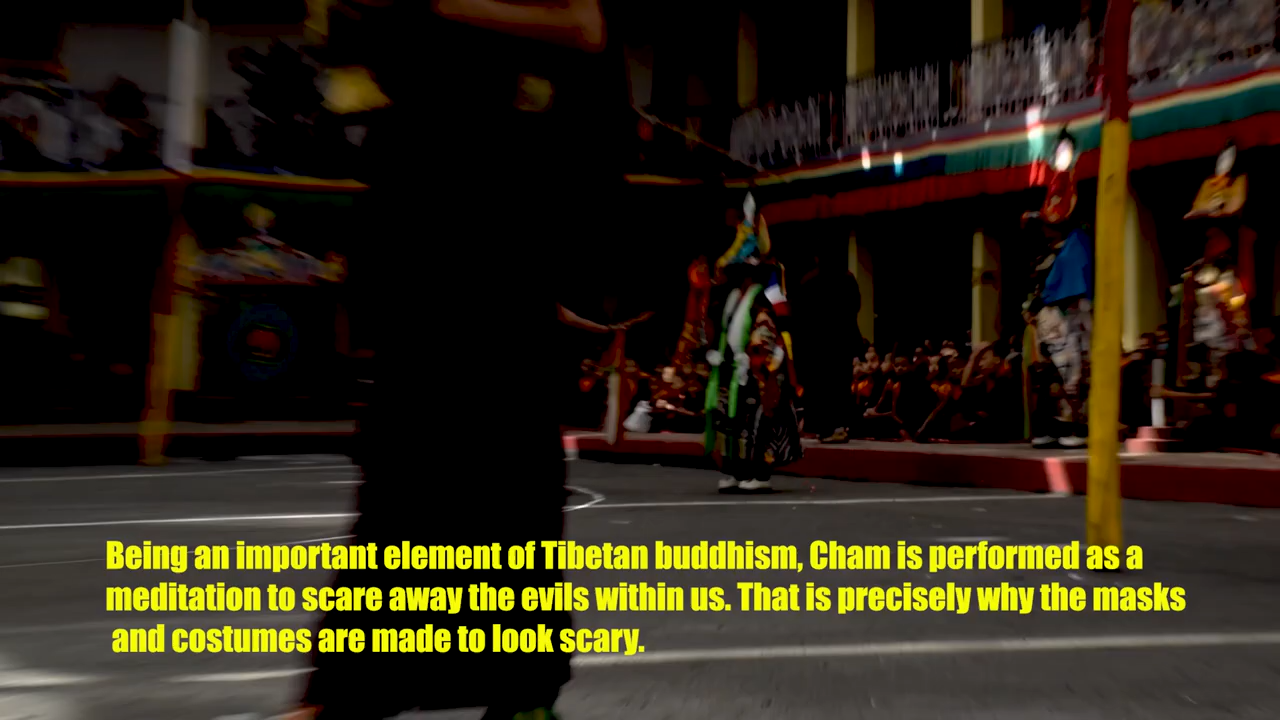 Being an important element of Tibetan buddhism, Cham is performed as a
meditation to scare away the evils within us. That is precisely why the masks
and costumes are made to look scary.